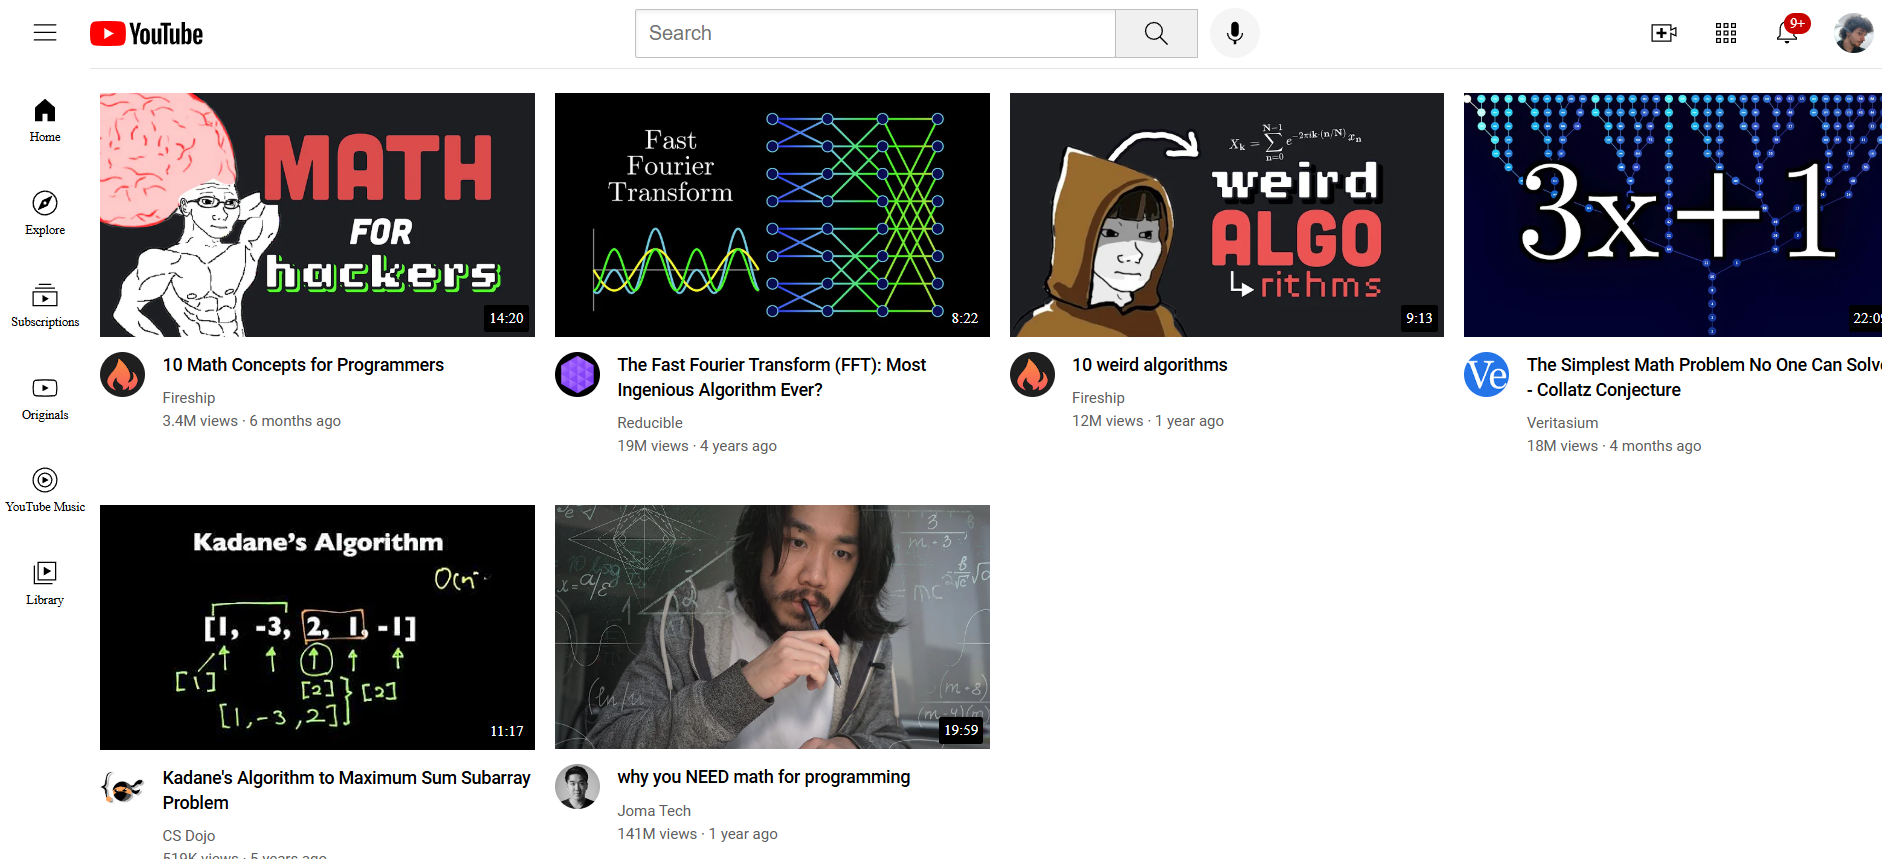 YouTube
Search
9+
Home
Explore
Subscriptions
Originals
YouTube Music
Library
MATH
FOR
hackers
14:20
10 Math Concepts for Programmers
Fireship
3.4M views · 6 months ago
Fast
Fourier
Transform
8:22
The Fast Fourier Transform (FFT): Most
Ingenious Algorithm Ever?
Reducible
19M views · 4 years ago
X_k = ∑_{n=0}^{N-1} e^{-2πik·(n/N)} x_n
weird
ALGO
rithms
9:13
10 weird algorithms
Fireship
12M views · 1 year ago
3x+1
22:09
The Simplest Math Problem No One Can Solve
- Collatz Conjecture
Ve
Veritasium
18M views · 4 months ago
Kadane's Algorithm
[1, -3, 2, 1, -1]
[1]
[2] [2]
[1,-3,2]
11:17
Kadane's Algorithm to Maximum Sum Subarray
Problem
CS Dojo
519K views · 5 years ago
19:59
why you NEED math for programming
Joma Tech
141M views · 1 year ago